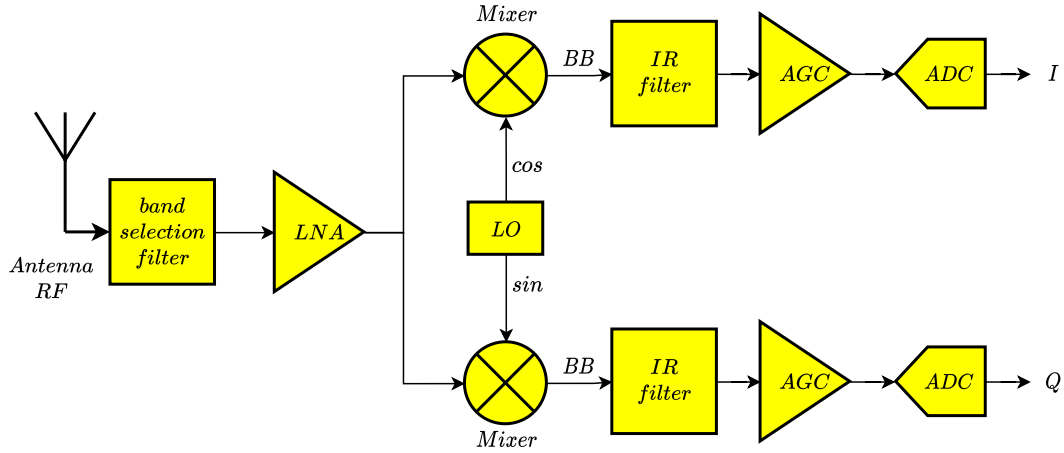 Mixer
BB
IR
filter
AGC
ADC
I
cos
band
selection
filter
LNA
LO
Antenna
RF
sin
BB
IR
filter
AGC
ADC
Q
Mixer